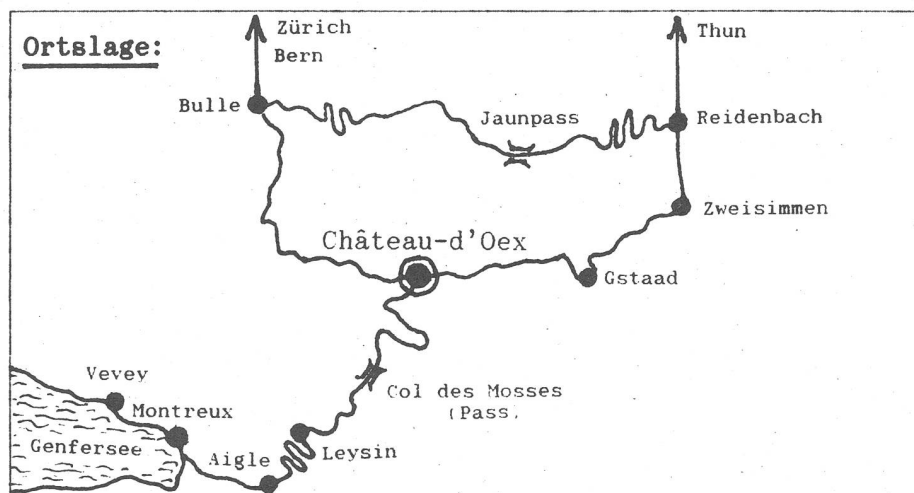 Ortslage:
Zürich
Bern
Thun
Bulle
Jaunpass
Reidenbach
Zweisimmen
Château-d'Oex
Gstaad
Vevey
Col des Mosses
(Pass,
Montreux
Genfersee
Aigle
Leysin